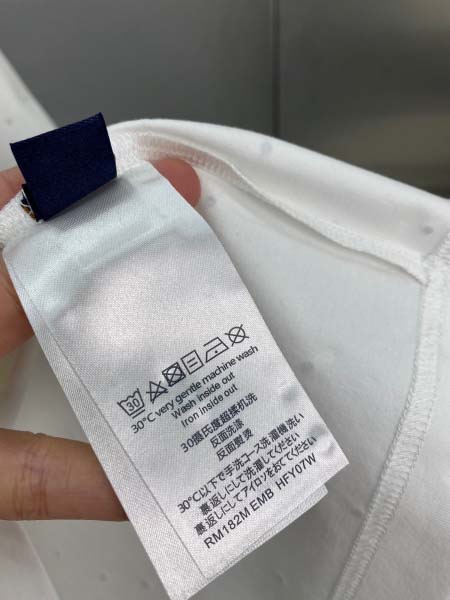 30
30°C very gentle machine wash
Wash inside out
Iron inside out
30摄氏度超揉机洗
反面洗涤
反面熨烫
30°C以下で手洗コース洗濯機洗い
裏返しにして洗濯してください
裏返しにしてアイロンをおてください
RM182M EMB HFY07W